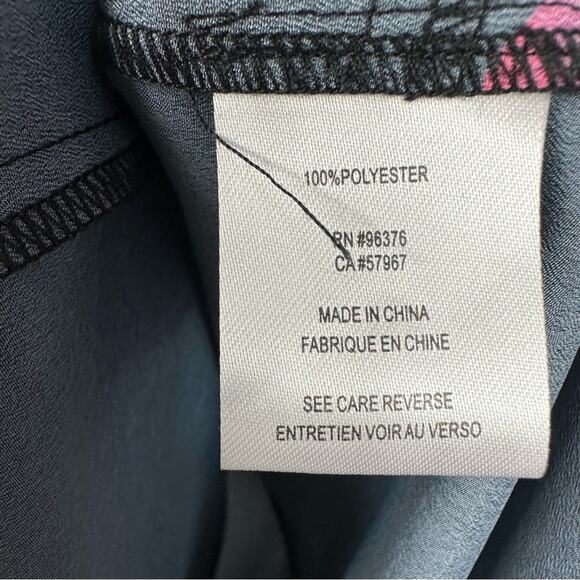 100%POLYESTER
RN #96376
CA#57967
MADE IN CHINA
FABRIQUE EN CHINE
SEE CARE REVERSE
ENTRETIEN VOIR AU VERSO